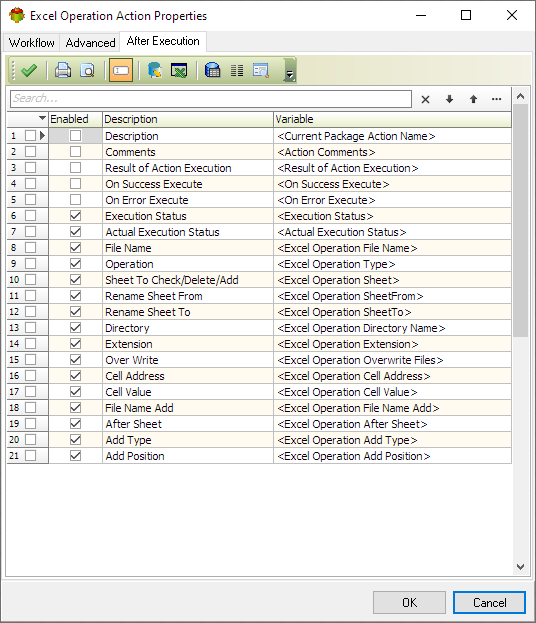 Excel Operation Action Properties
Workflow Advanced After Execution
Search...
Enabled Description Variable
1 Description <Current Package Action Name>
2 Comments <Action Comments>
3 Result of Action Execution <Result of Action Execution>
4 On Success Execute <On Success Execute>
5 On Error Execute <On Error Execute>
6 Execution Status <Execution Status>
7 Actual Execution Status <Actual Execution Status>
8 File Name <Excel Operation File Name>
9 Operation <Excel Operation Type>
10 Sheet To Check/Delete/Add <Excel Operation Sheet>
11 Rename Sheet From <Excel Operation SheetFrom>
12 Rename Sheet To <Excel Operation SheetTo>
13 Directory <Excel Operation Directory Name>
14 Extension <Excel Operation Extension>
15 Over Write <Excel Operation Overwrite Files>
16 Cell Address <Excel Operation Cell Address>
17 Cell Value <Excel Operation Cell Value>
18 File Name Add <Excel Operation File Name Add>
19 After Sheet <Excel Operation After Sheet>
20 Add Type <Excel Operation Add Type>
21 Add Position <Excel Operation Add Position>
OK Cancel